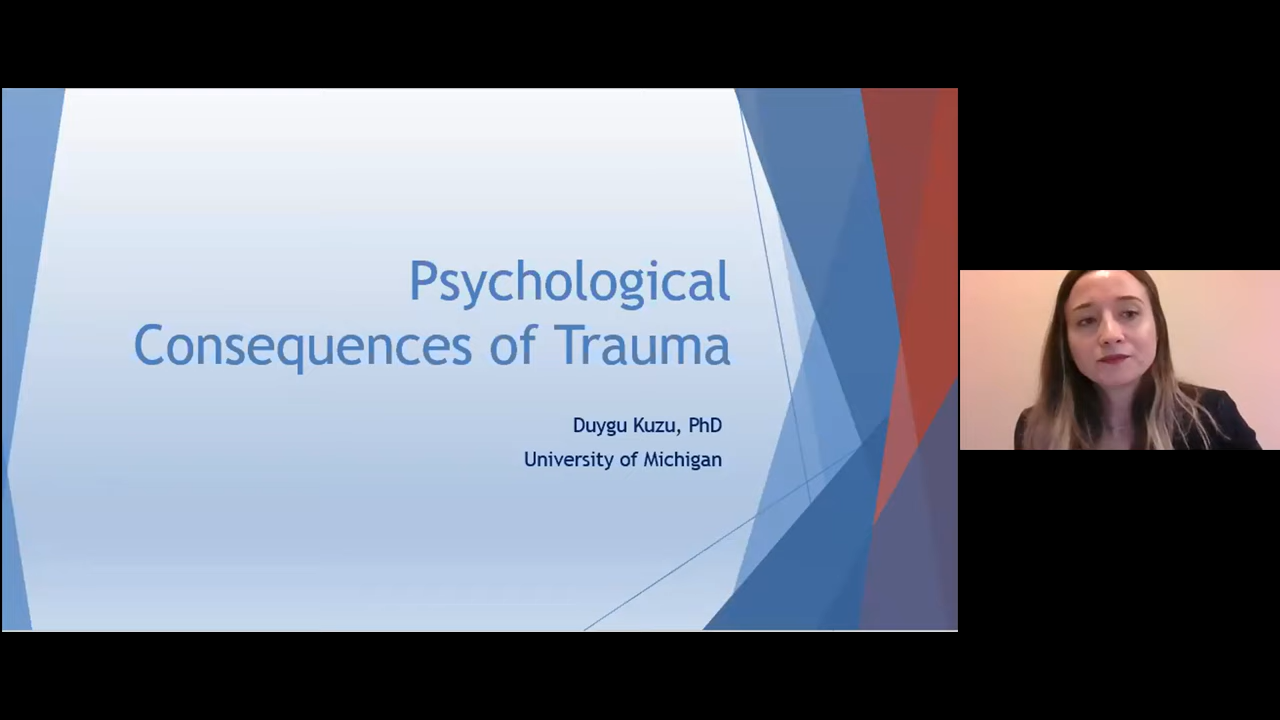 Psychological
Consequences of Trauma
Duygu Kuzu, PhD
University of Michigan